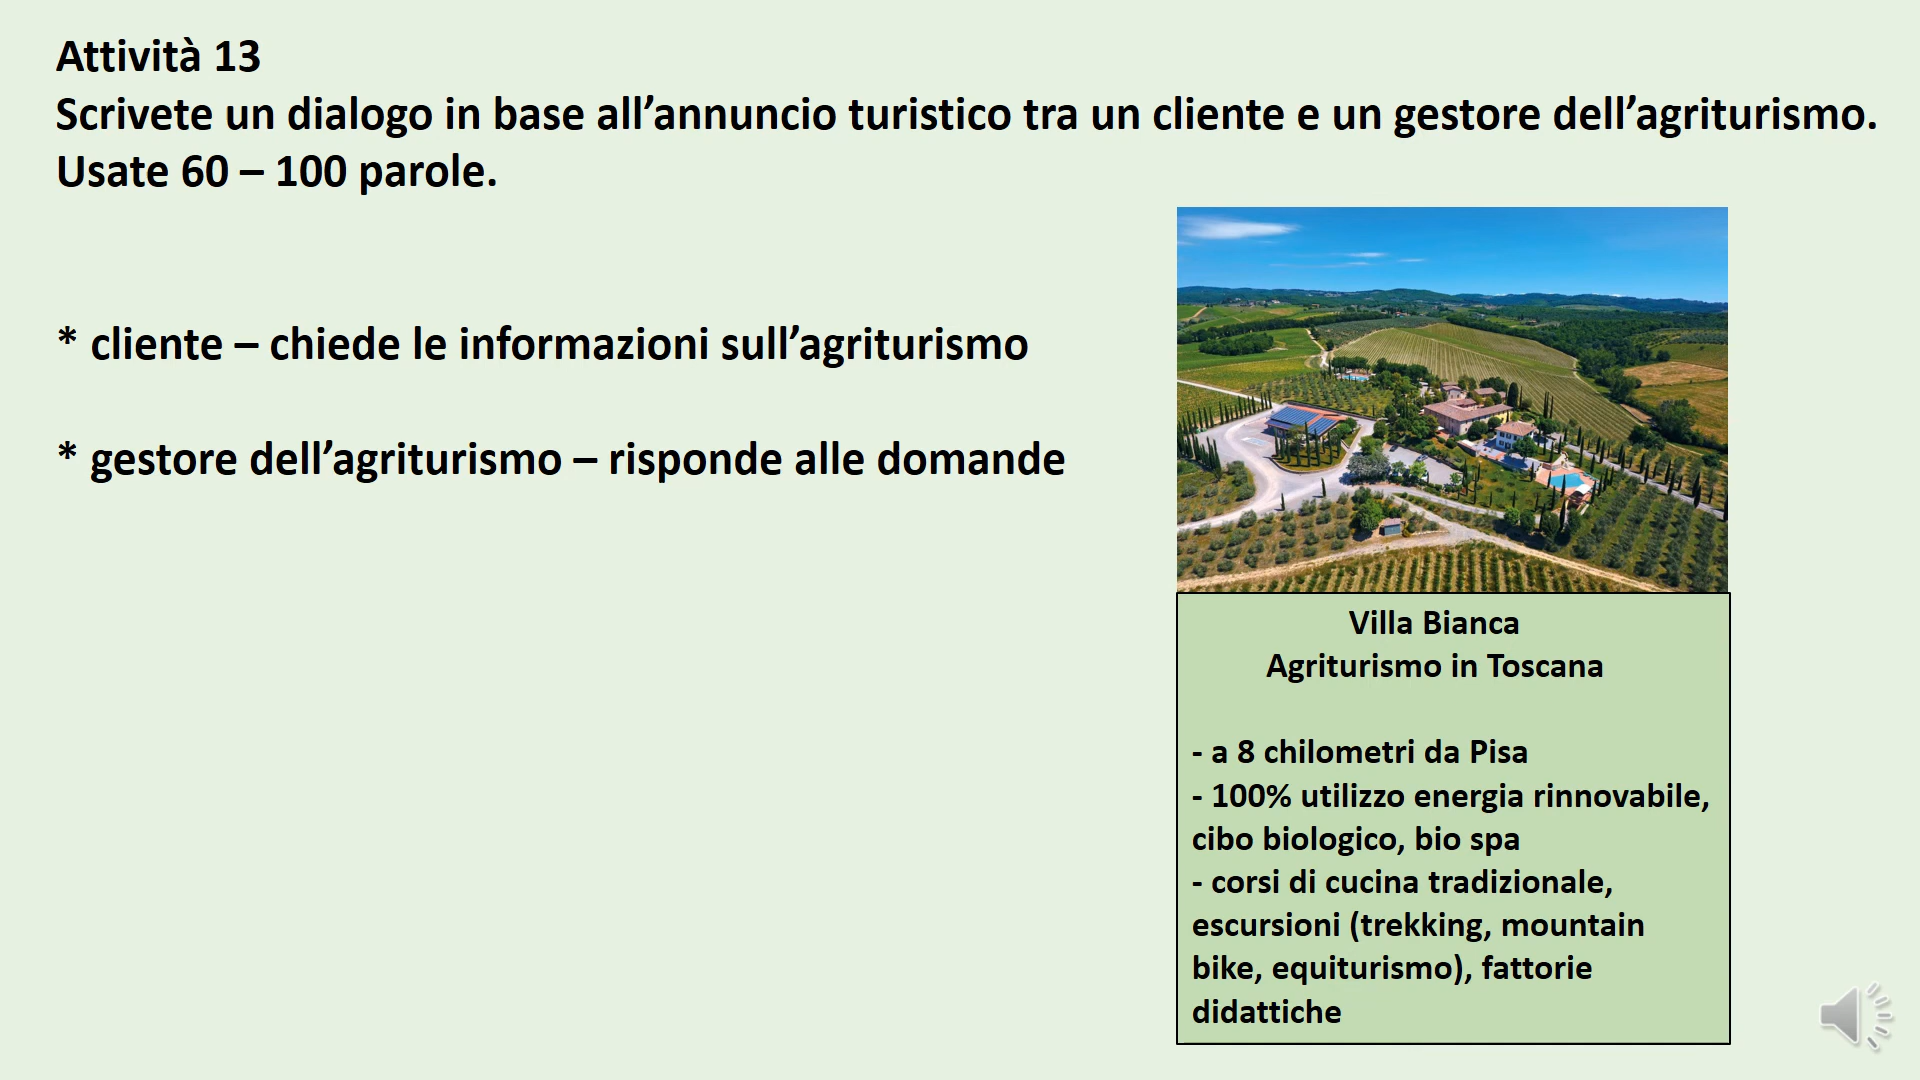 Attività 13
Scrivete un dialogo in base all’annuncio turistico tra un cliente e un gestore dell’agriturismo.
Usate 60 – 100 parole.
* cliente – chiede le informazioni sull’agriturismo
* gestore dell’agriturismo – risponde alle domande
Villa Bianca
Agriturismo in Toscana
- a 8 chilometri da Pisa
- 100% utilizzo energia rinnovabile,
cibo biologico, bio spa
- corsi di cucina tradizionale,
escursioni (trekking, mountain
bike, equiturismo), fattorie
didattiche